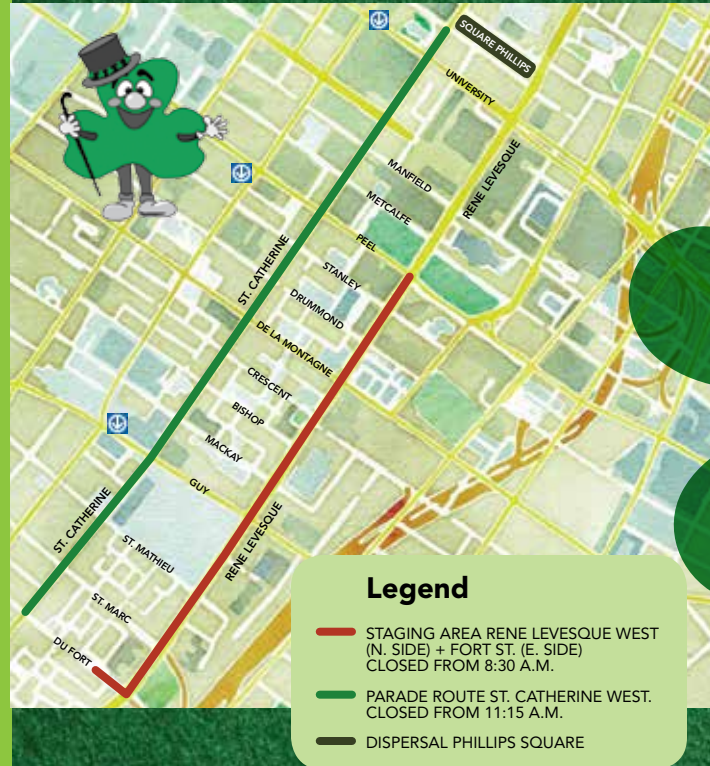 SQUARE PHILLIPS
UNIVERSITY
MANFIELD
RENE LEVESQUE
METCALFE
PEEL
ST. CATHERINE
STANLEY
DRUMMOND
DE LA MONTAGNE
CRESCENT
BISHOP
MACKAY
GUY
ST. CATHERINE
RENE LEVESQUE
ST. MATHIEU
ST. MARC
DU FORT
Legend
STAGING AREA RENE LEVESQUE WEST
(N. SIDE) + FORT ST. (E. SIDE)
CLOSED FROM 8:30 A.M.
PARADE ROUTE ST. CATHERINE WEST.
CLOSED FROM 11:15 A.M.
DISPERSAL PHILLIPS SQUARE